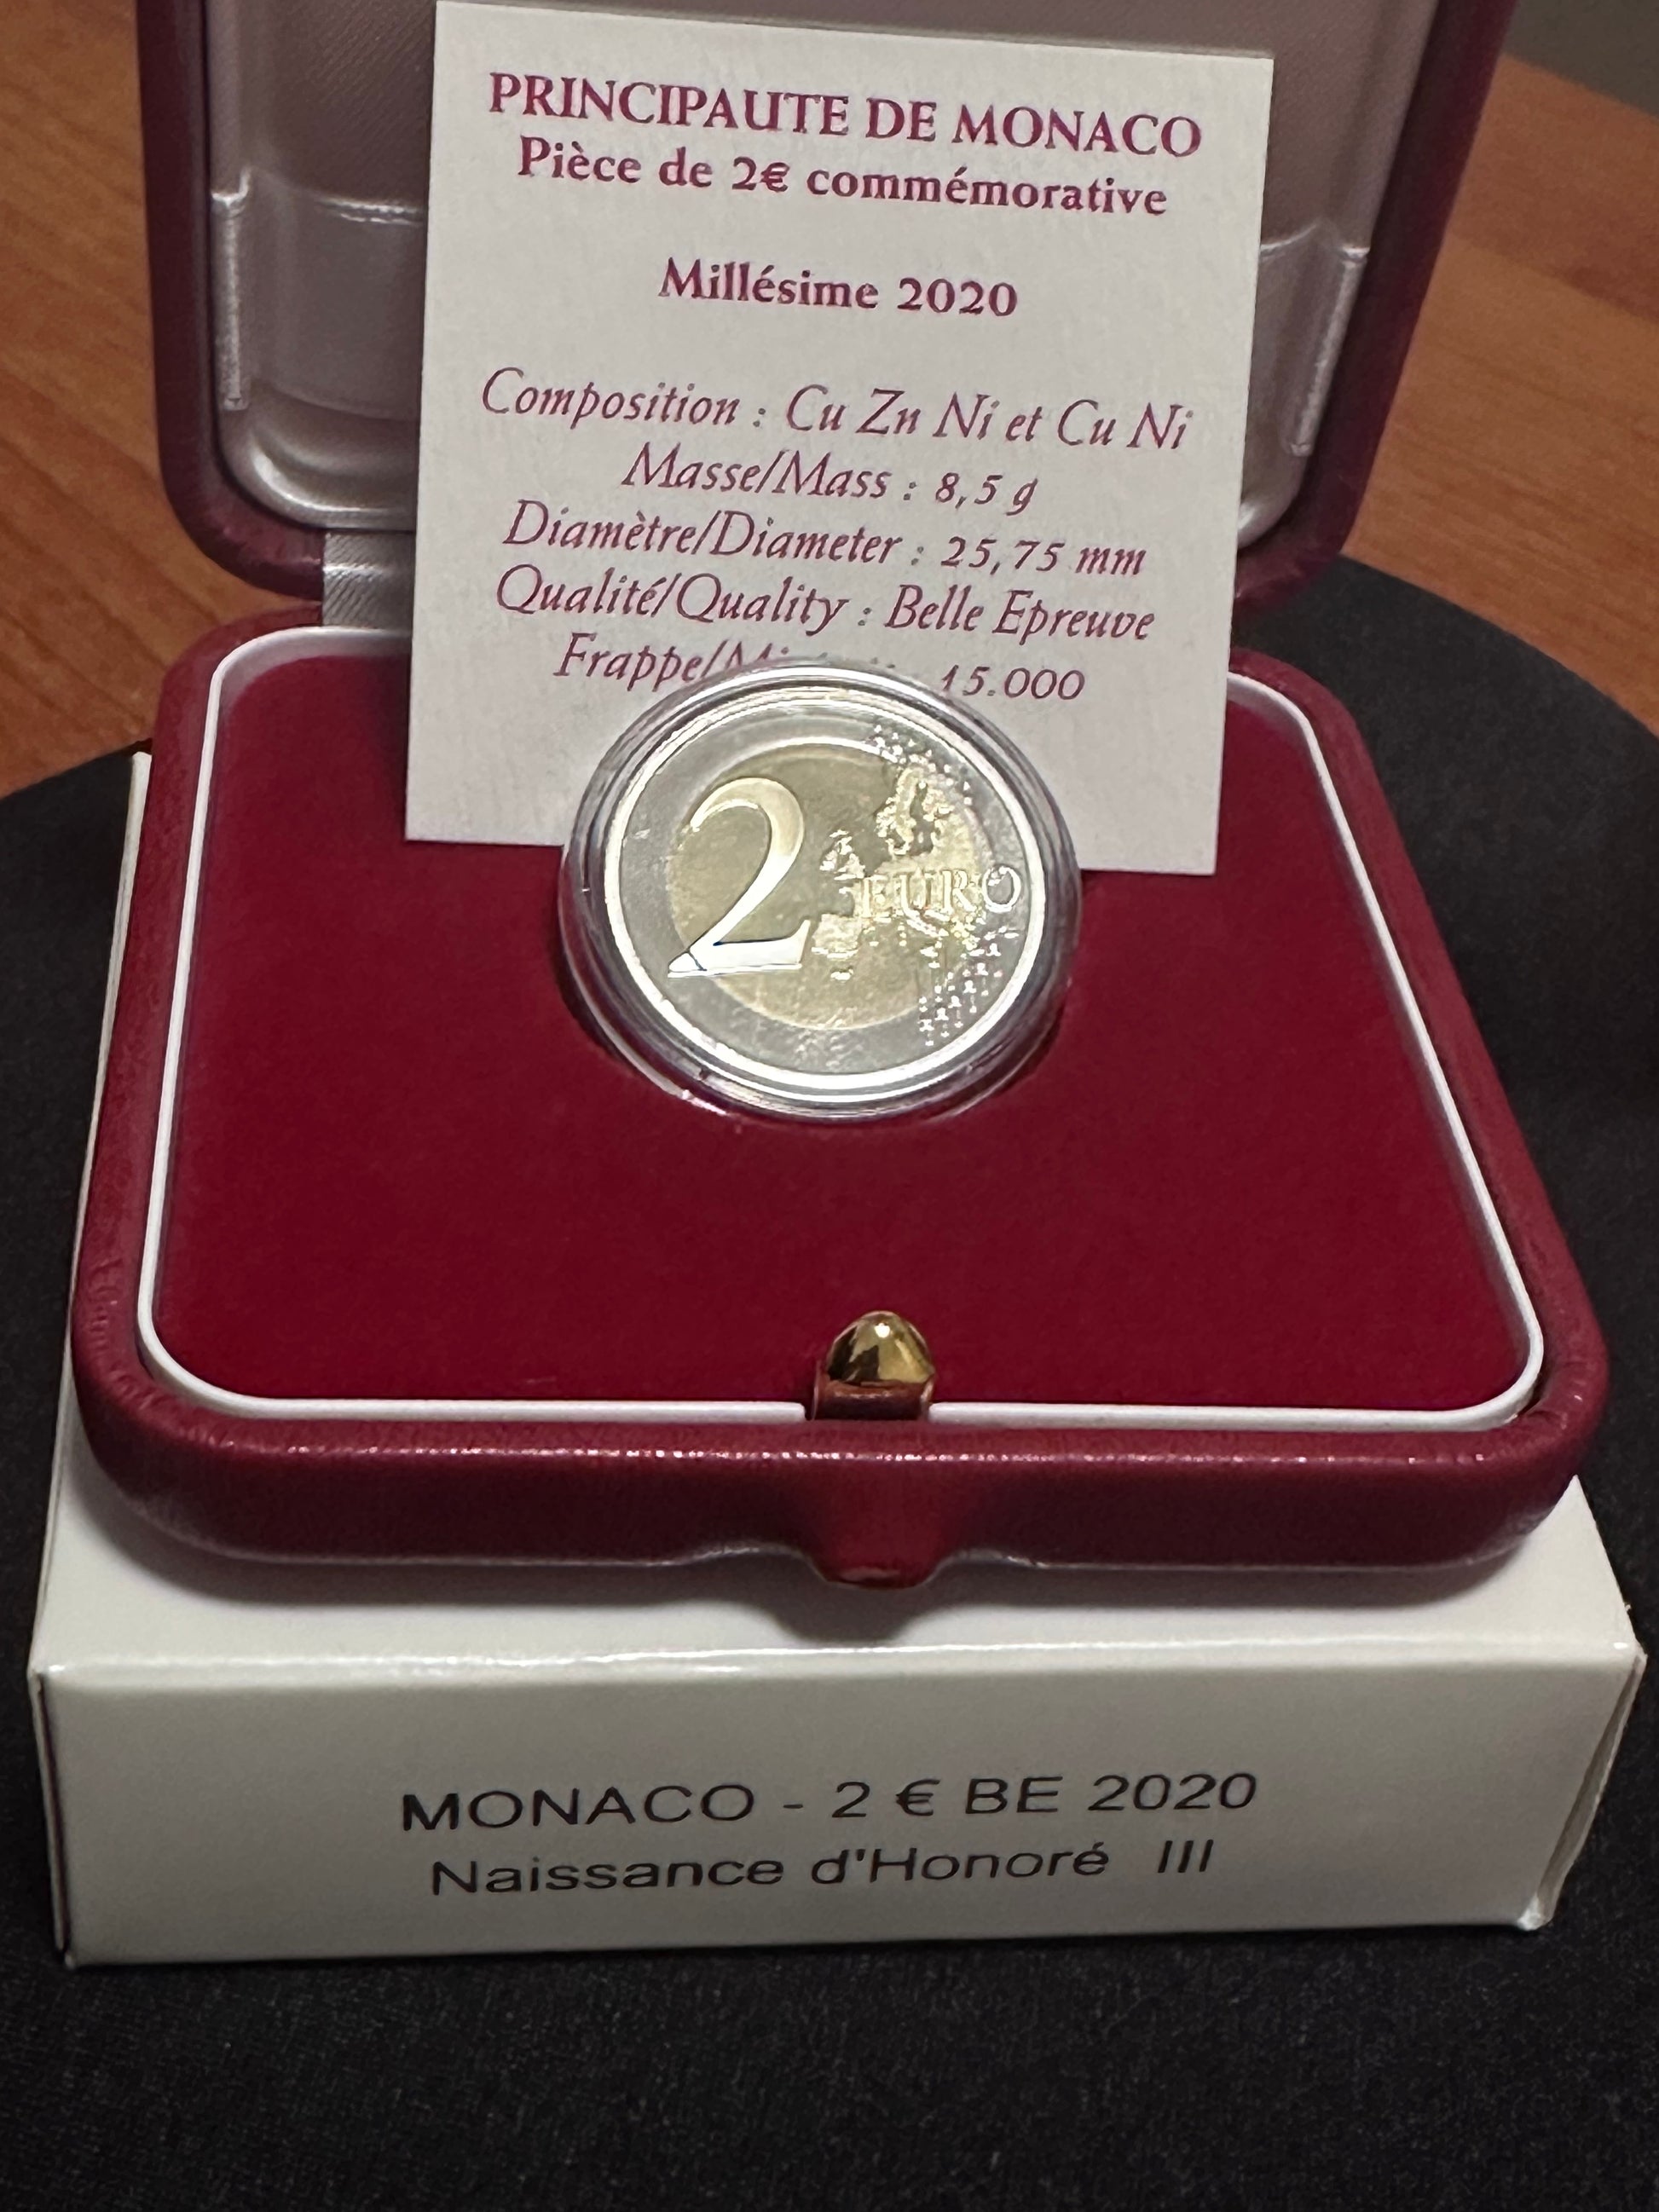 PRINCIPAUTE DE MONACO
Pièce de 2€ commémorative
Millésime 2020
Composition : Cu Zn Ni et Cu Ni
Masse/Mass : 8,5 g
Diamètre/Diameter : 25,75 mm
Qualité/Quality : Belle Epreuve
Frappe/ 15.000
2 EURO
MONACO - 2 € BE 2020
Naissance d'Honoré III